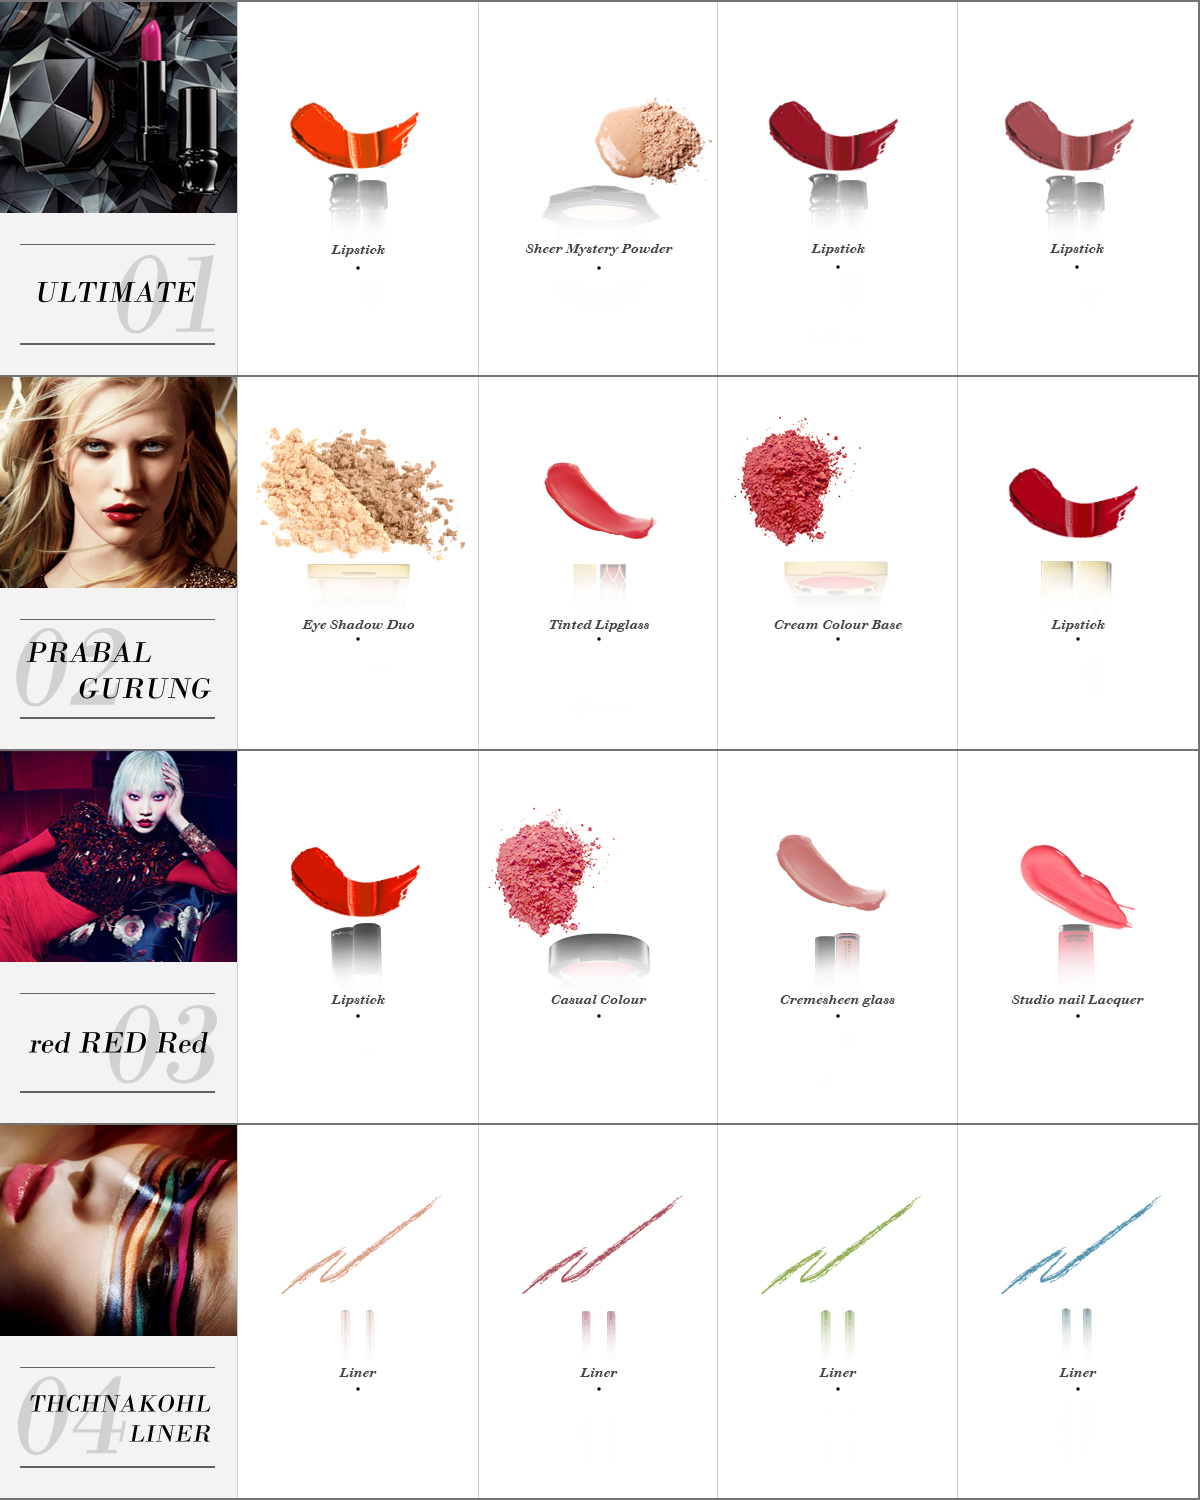 01
ULTIMATE
Lipstick
Sheer Mystery Powder
Lipstick
Lipstick
02
PRABAL
GURUNG
Eye Shadow Duo
Tinted Lipglass
Cream Colour Base
Lipstick
03
red RED Red
Lipstick
Casual Colour
Cremesheen glass
Studio nail Lacquer
04
THCHNAKOHL
LINER
Liner
Liner
Liner
Liner